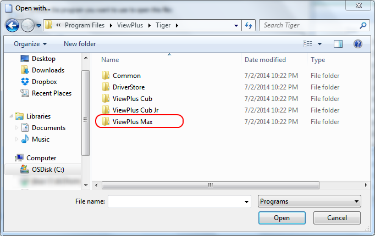 Open with...
Program Files ▸ ViewPlus ▸ Tiger ▸
Search Tiger
Organize
New folder
Desktop
Downloads
Dropbox
Recent Places
Libraries
Documents
Music
Computer
OSDisk (C:)
Name
Date modified
Type
Common 7/2/2014 10:22 PM File folder
DriverStore 7/2/2014 10:22 PM File folder
ViewPlus Cub 7/2/2014 10:22 PM File folder
ViewPlus Cub Jr 7/2/2014 10:22 PM File folder
ViewPlus Max 7/2/2014 10:22 PM File folder
File name:
Programs
Open
Cancel